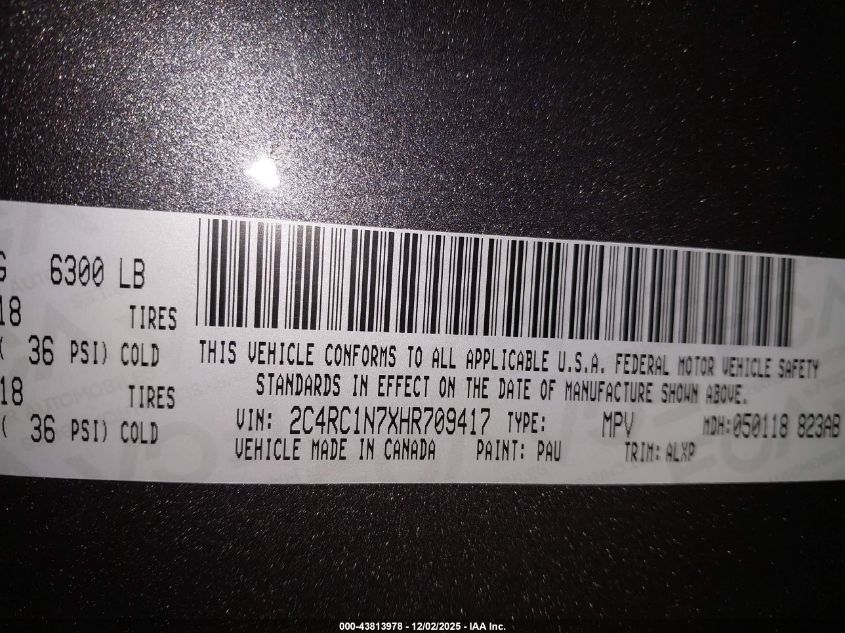 G 6300 LB
18 TIRES
( 36 PSI) COLD
18 TIRES
( 36 PSI) COLD
THIS VEHICLE CONFORMS TO ALL APPLICABLE U.S.A. FEDERAL MOTOR VEHICLE SAFETY
STANDARDS IN EFFECT ON THE DATE OF MANUFACTURE SHOWN ABOVE.
VIN: 2C4RC1N7XHR709417 TYPE: MPV MDH:050118 823AB
VEHICLE MADE IN CANADA PAINT: PAU TRIM: ALXP
000-43813978 - 12/02/2025 - IAA Inc.